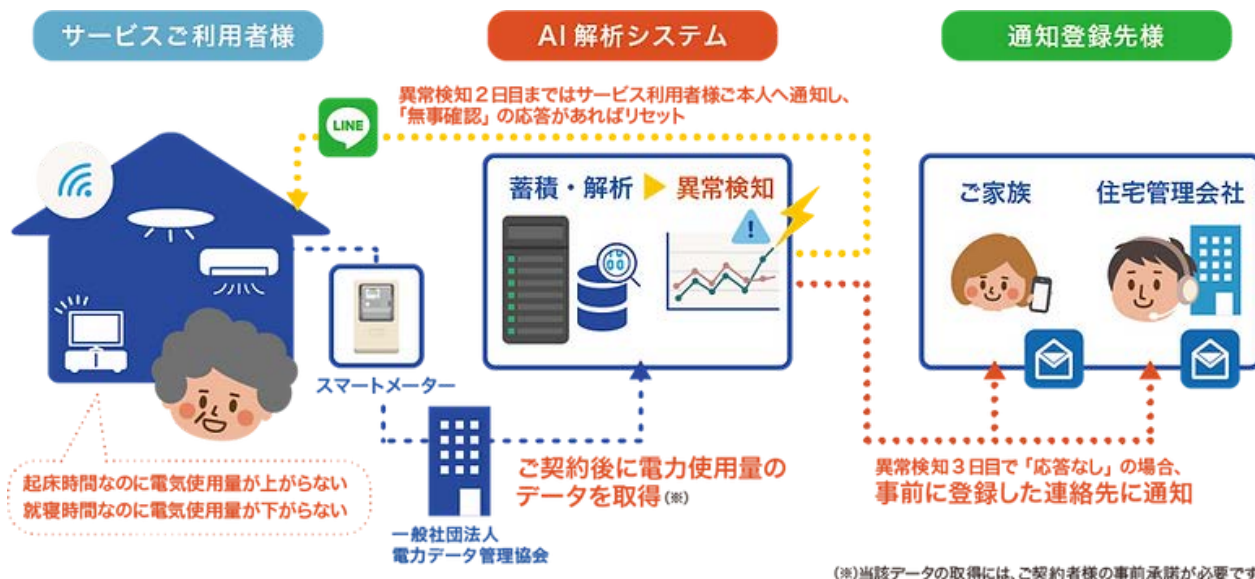 サービスご利用者様
AI 解析システム
通知登録先様
異常検知2日目まではサービス利用者様ご本人へ通知し、
「無事確認」の応答があればリセット
LINE
蓄積・解析 ▶ 異常検知
ご家族
住宅管理会社
スマートメーター
起床時間なのに電気使用量が上がらない
就寝時間なのに電気使用量が下がらない
一般社団法人
電力データ管理協会
ご契約後に電力使用量の
データを取得(※)
異常検知3日目で「応答なし」の場合、
事前に登録した連絡先に通知
(※)当該データの取得には、ご契約者様の事前承諾が必要です